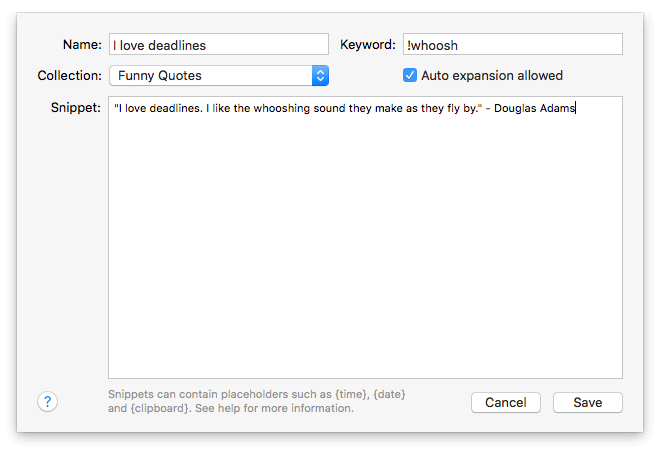 Name: I love deadlines Keyword: !whoosh
Collection: Funny Quotes Auto expansion allowed
Snippet: "I love deadlines. I like the whooshing sound they make as they fly by." - Douglas Adams
Snippets can contain placeholders such as {time}, {date}
and {clipboard}. See help for more information.
? Cancel Save